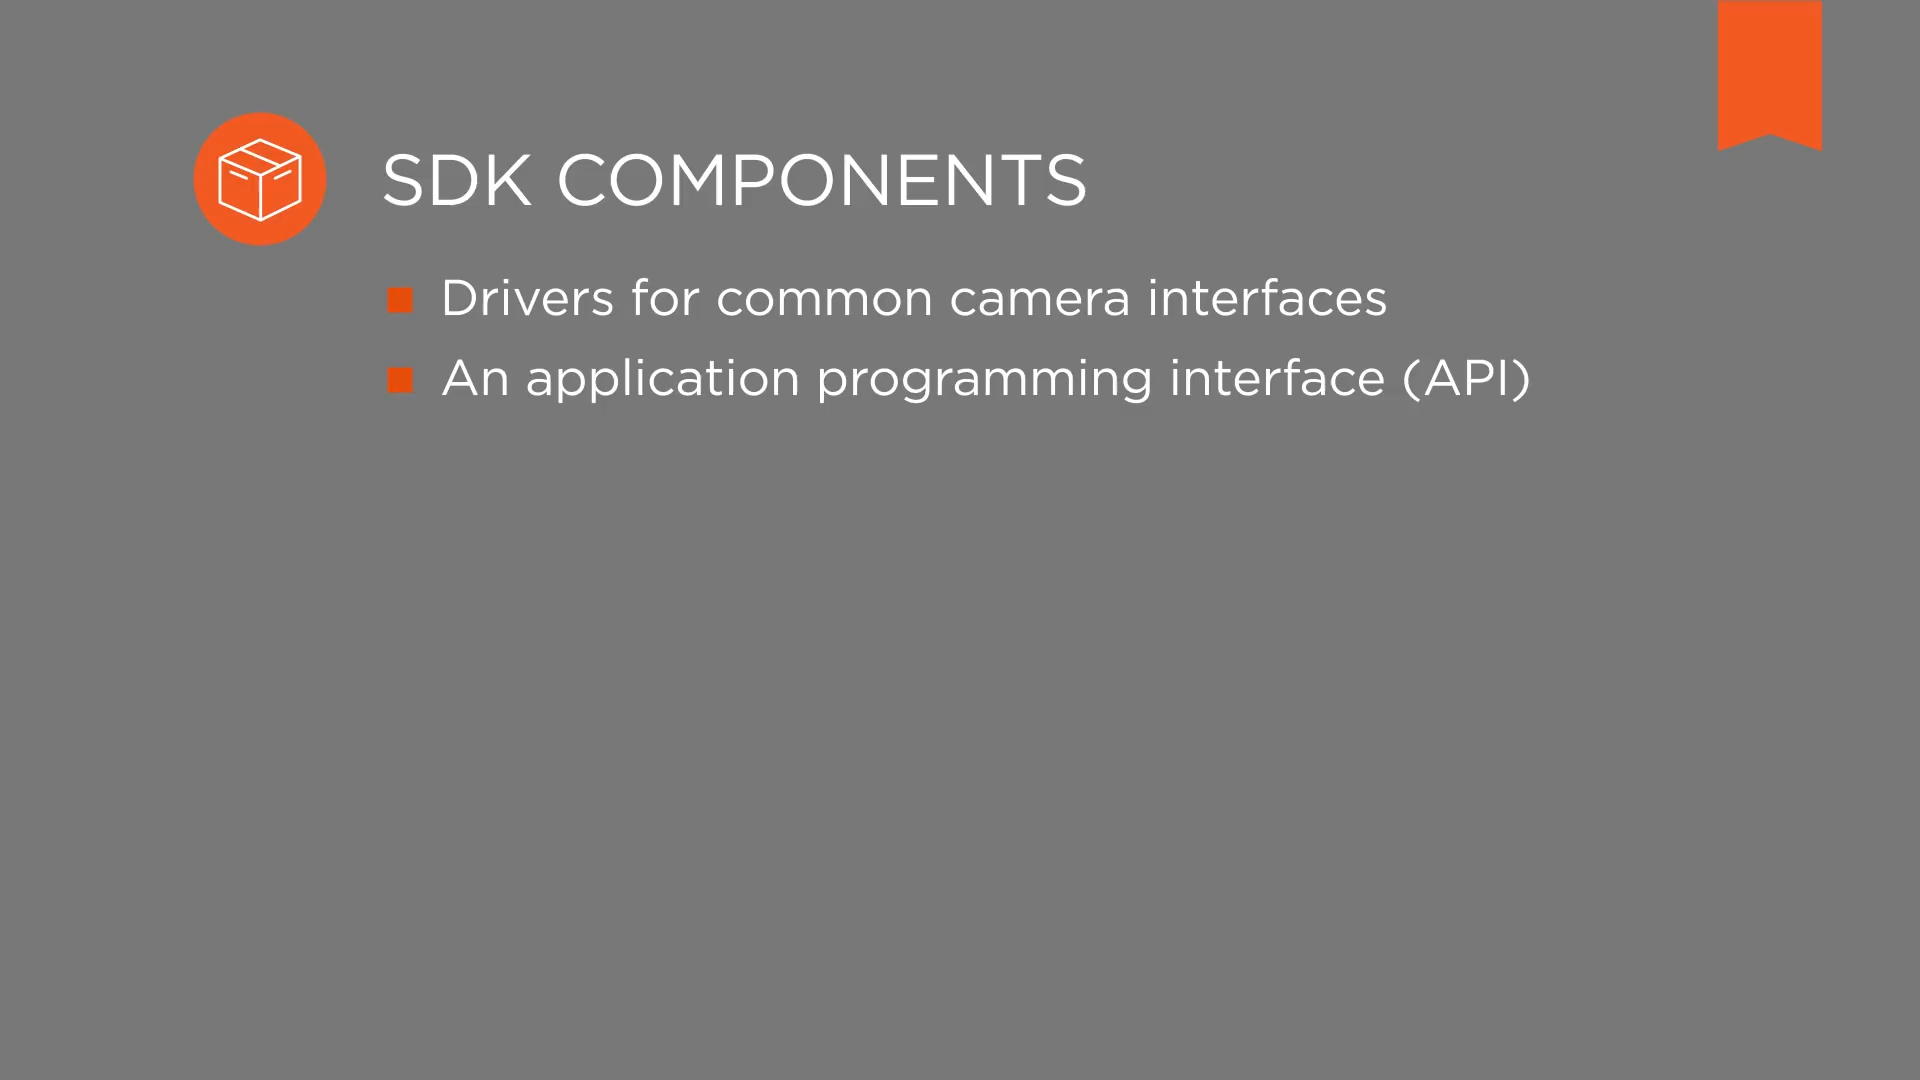 SDK COMPONENTS
Drivers for common camera interfaces
An application programming interface (API)